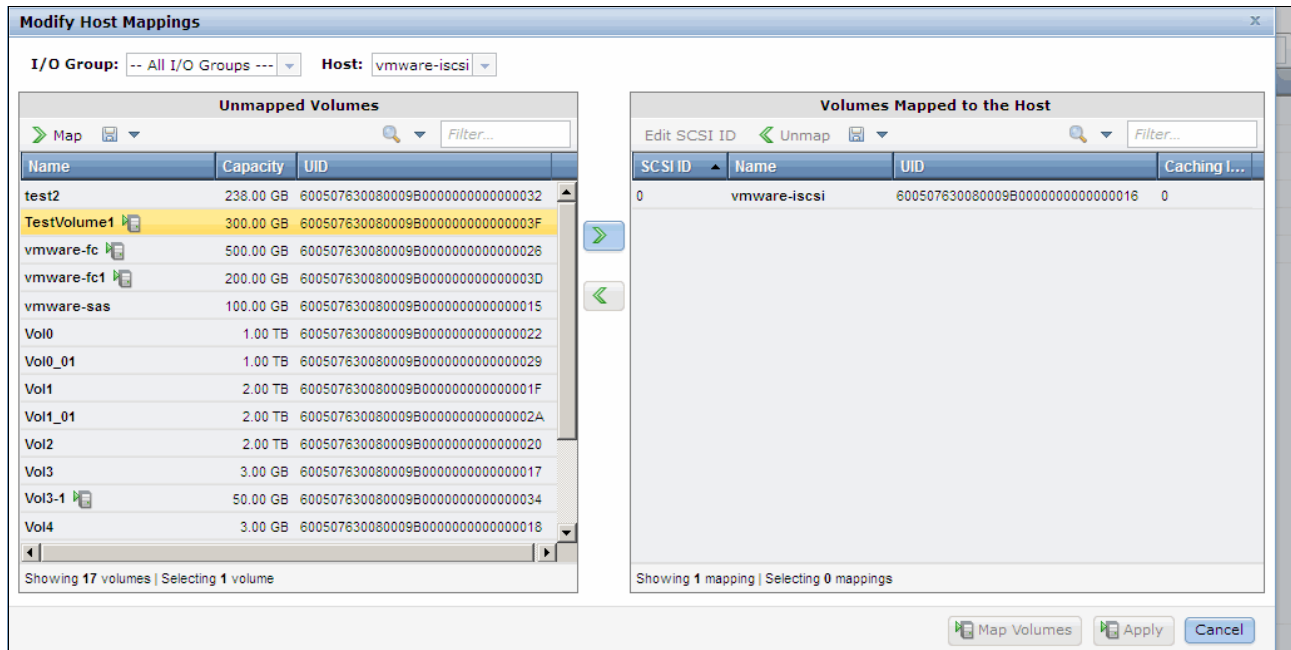 Modify Host Mappings x
I/O Group: -- All I/O Groups --- Host: vmware-iscsi
Unmapped Volumes
Map Filter...
Name Capacity UID
test2 238.00 GB 600507630080009B0000000000000032
TestVolume1 300.00 GB 600507630080009B000000000000003F
vmware-fc 500.00 GB 600507630080009B0000000000000026
vmware-fc1 200.00 GB 600507630080009B000000000000003D
vmware-sas 100.00 GB 600507630080009B0000000000000015
Vol0 1.00 TB 600507630080009B0000000000000022
Vol0_01 1.00 TB 600507630080009B0000000000000029
Vol1 2.00 TB 600507630080009B000000000000001F
Vol1_01 2.00 TB 600507630080009B000000000000002A
Vol2 2.00 TB 600507630080009B0000000000000020
Vol3 3.00 GB 600507630080009B0000000000000017
Vol3-1 50.00 GB 600507630080009B0000000000000034
Vol4 3.00 GB 600507630080009B0000000000000018
Showing 17 volumes | Selecting 1 volume
Volumes Mapped to the Host
Edit SCSI ID Unmap Filter...
SCSI ID Name UID Caching I...
0 vmware-iscsi 600507630080009B0000000000000016 0
Showing 1 mapping | Selecting 0 mappings
Map Volumes Apply Cancel